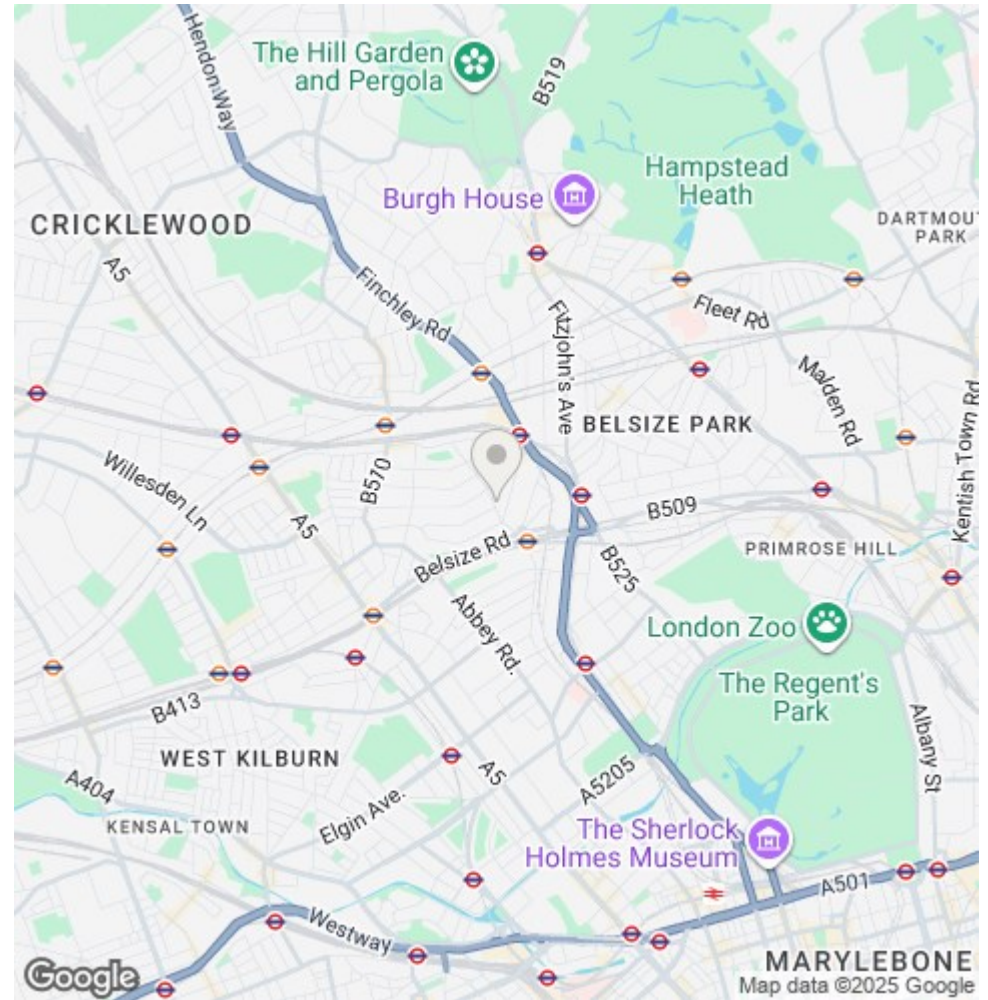 Hendon Way
The Hill Garden
and Pergola
B519
Hampstead
Heath
Burgh House
DARTMOU
PARK
CRICKLEWOOD
A5
Finchley Rd
Fitzjohn's Ave
Fleet Rd
Malden Rd
Kentish Town Rd
BELSIZE PARK
Willesden Ln
B510
A5
B509
PRIMROSE HILL
Belsize Rd
B525
Abbey Rd.
London Zoo
The Regent's
Park
B413
Albany St
WEST KILBURN
A404
A5
A5205
KENSAL TOWN
Elgin Ave.
The Sherlock
Holmes Museum
A501
Westway
MARYLEBONE
Google
Map data ©2025 Google